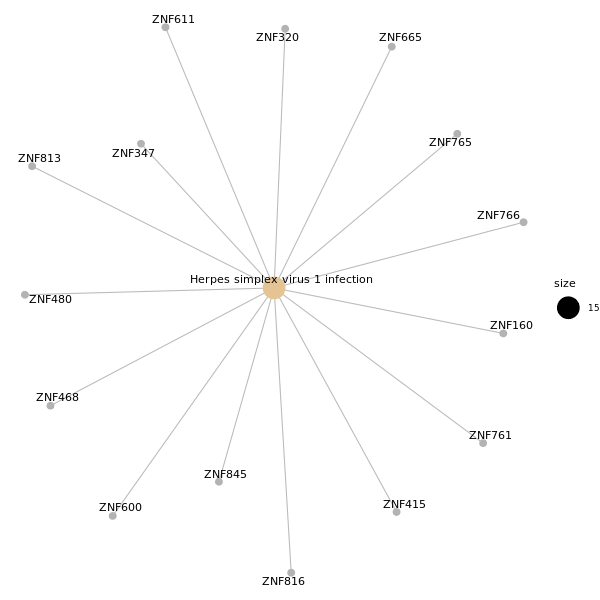 ZNF611
ZNF320
ZNF665
ZNF765
ZNF347
ZNF813
ZNF766
Herpes simplex virus 1 infection
size
15
ZNF480
ZNF160
ZNF468
ZNF761
ZNF845
ZNF600
ZNF415
ZNF816